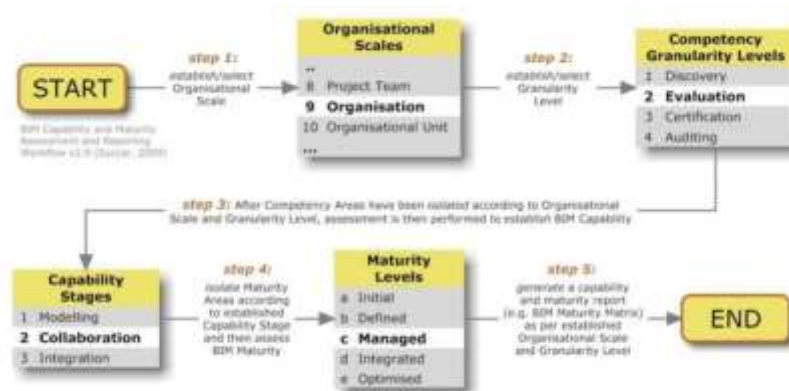 START
BIM Capability and Maturity
Assessment and Reporting
Workflow v1.0 (Succar, 2009)
step 1:
establish/select
Organisational
Scale
Organisational
Scales
..
8 Project Team
9 Organisation
10 Organisational Unit
...
step 2:
establish/select
Granularity
Level
Competency
Granularity Levels
1 Discovery
2 Evaluation
3 Certification
4 Auditing
step 3: After Competency Areas have been isolated according to Organisational
Scale and Granularity Level, assessment is then performed to establish BIM Capability
Capability
Stages
1 Modelling
2 Collaboration
3 Integration
step 4:
isolate Maturity
Areas according
to established
Capability Stage
and then assess
BIM Maturity
Maturity
Levels
a Initial
b Defined
c Managed
d Integrated
e Optimised
step 5:
generate a capability
and maturity report
(e.g. BIM Maturity Matrix)
as per established
Organisational Scale
and Granularity Level
END